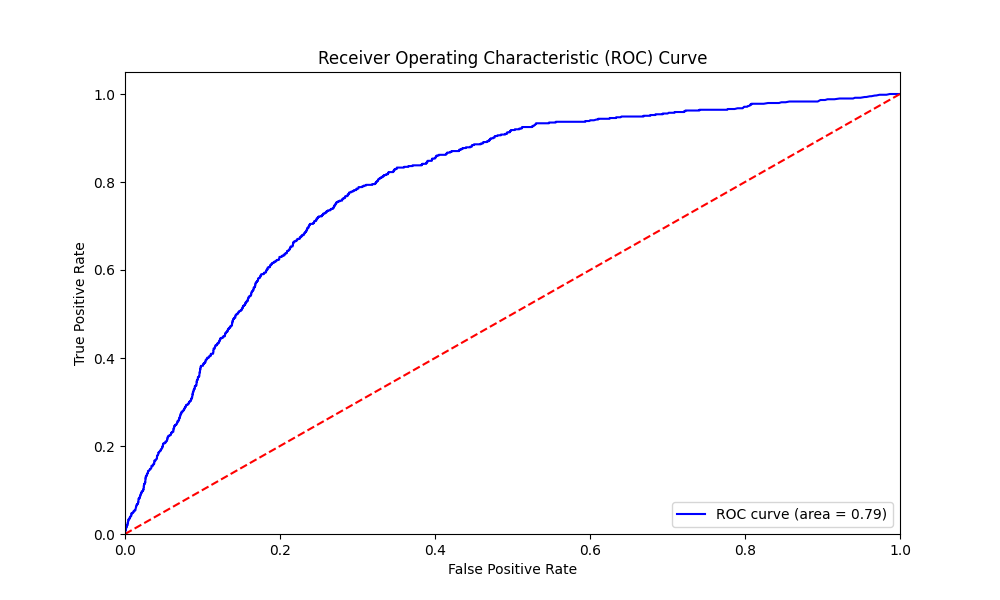 Receiver Operating Characteristic (ROC) Curve
1.0
0.8
0.6
0.4
0.2
0.0
True Positive Rate
ROC curve (area = 0.79)
0.0 0.2 0.4 0.6 0.8 1.0
False Positive Rate